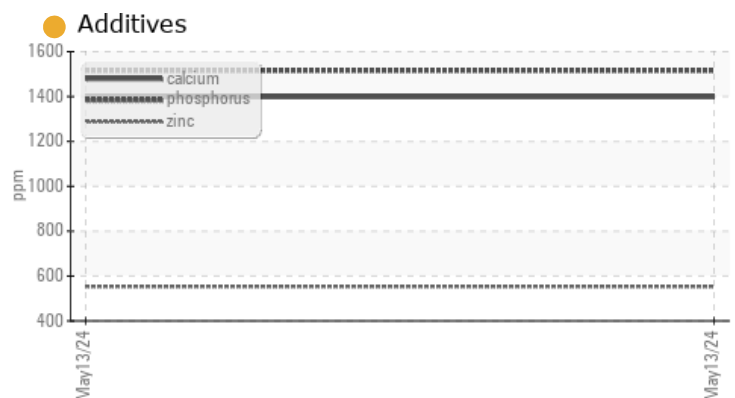 Additives
1600
1400
1200
1000
800
600
400
ppm
calcium
phosphorus
zinc
May13/24
May13/24